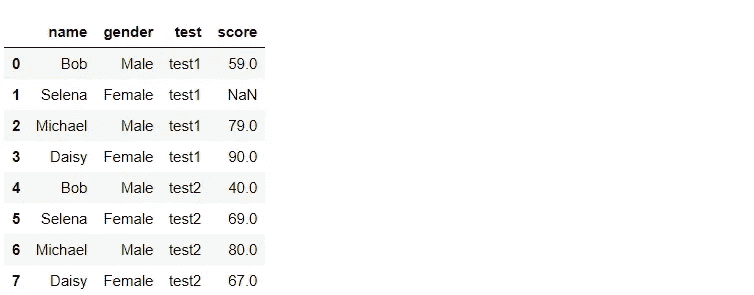 name gender test score
0 Bob Male test1 59.0
1 Selena Female test1 NaN
2 Michael Male test1 79.0
3 Daisy Female test1 90.0
4 Bob Male test2 40.0
5 Selena Female test2 69.0
6 Michael Male test2 80.0
7 Daisy Female test2 67.0